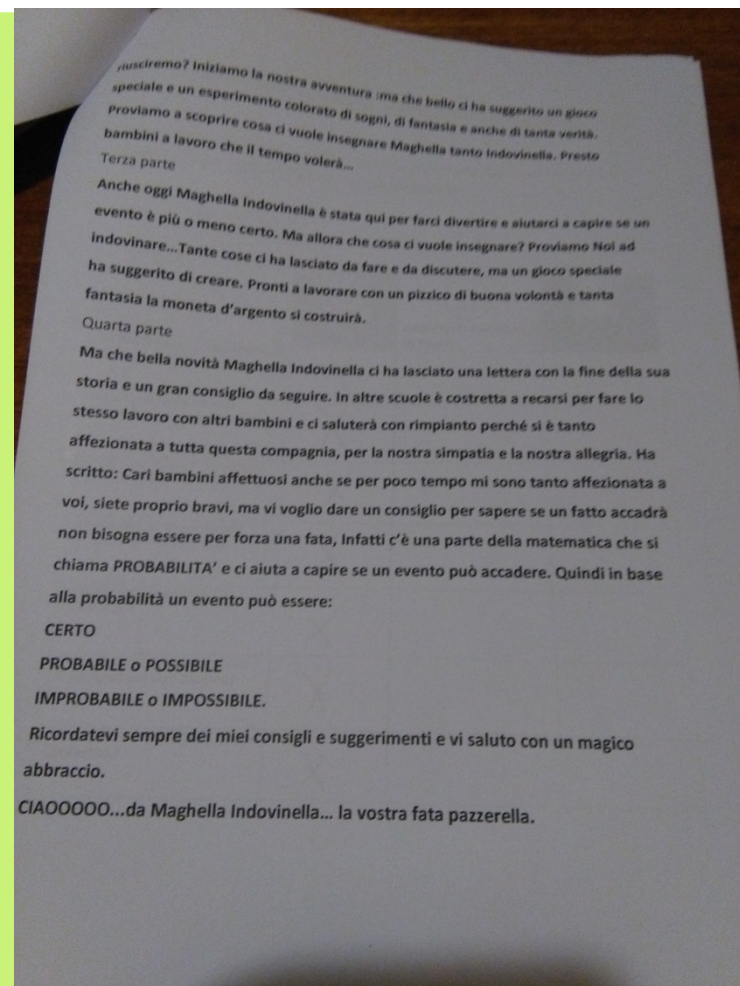 riusciremo? Iniziamo la nostra avventura :ma che bello ci ha suggerito un gioco
speciale e un esperimento colorato di sogni, di fantasia e anche di tanta verità.
Proviamo a scoprire cosa ci vuole insegnare Maghella tanto Indovinella. Presto
bambini a lavoro che il tempo volerà...
Terza parte
Anche oggi Maghella Indovinella è stata qui per farci divertire e aiutarci a capire se un
evento è più o meno certo. Ma allora che cosa ci vuole insegnare? Proviamo Noi ad
indovinare...Tante cose ci ha lasciato da fare e da discutere, ma un gioco speciale
ha suggerito di creare. Pronti a lavorare con un pizzico di buona volontà e tanta
fantasia la moneta d'argento si costruirà.
Quarta parte
Ma che bella novità Maghella Indovinella ci ha lasciato una lettera con la fine della sua
storia e un gran consiglio da seguire. In altre scuole è costretta a recarsi per fare lo
stesso lavoro con altri bambini e ci saluterà con rimpianto perché si è tanto
affezionata a tutta questa compagnia, per la nostra simpatia e la nostra allegria. Ha
scritto: Cari bambini affettuosi anche se per poco tempo mi sono tanto affezionata a
voi, siete proprio bravi, ma vi voglio dare un consiglio per sapere se un fatto accadrà
non bisogna essere per forza una fata, Infatti c'è una parte della matematica che si
chiama PROBABILITA' e ci aiuta a capire se un evento può accadere. Quindi in base
alla probabilità un evento può essere:
CERTO
PROBABILE o POSSIBILE
IMPROBABILE o IMPOSSIBILE.
Ricordatevi sempre dei miei consigli e suggerimenti e vi saluto con un magico
abbraccio.
CIAOOOOO...da Maghella Indovinella... la vostra fata pazzerella.